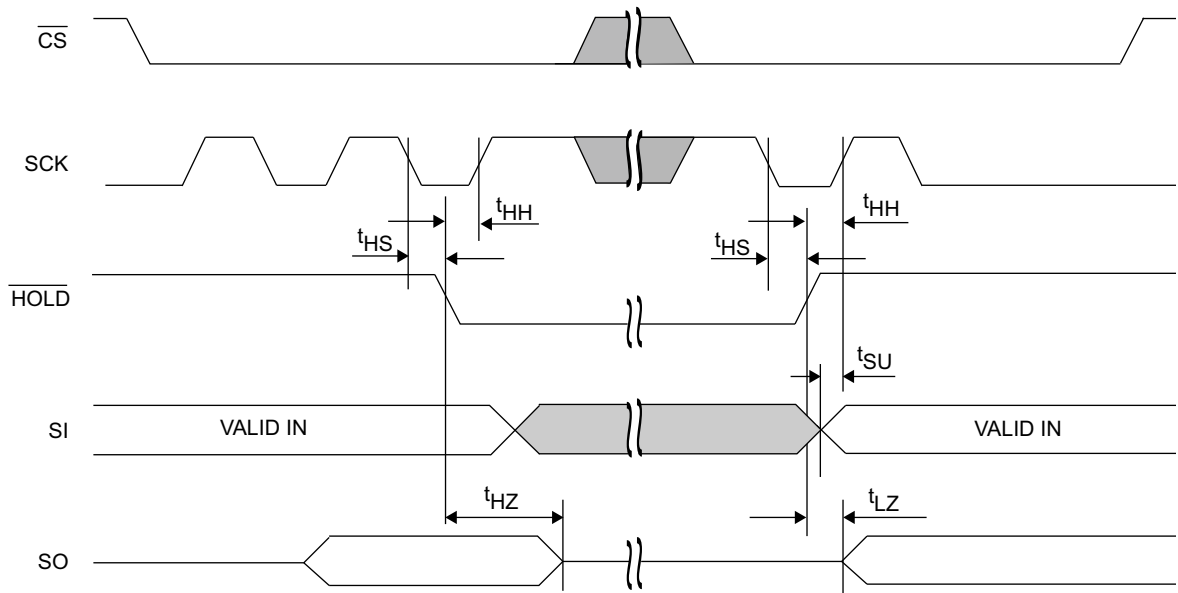 CS
SCK
tHH tHH
tHS tHS
HOLD
tSU
SI VALID IN VALID IN
tHZ tLZ
SO